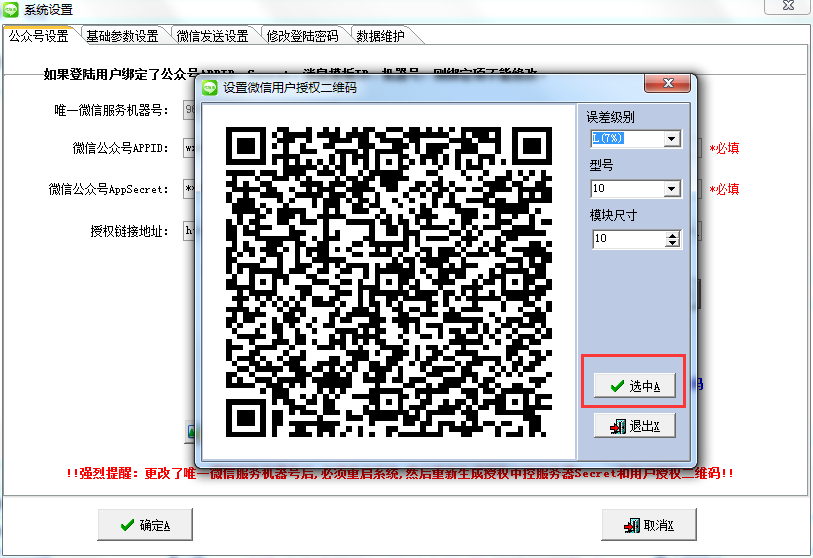 系统设置
公众号设置
基础参数设置
微信发送设置
修改登陆密码
数据维护
如果登陆用户绑定了公众号
设置微信用户授权二维码
唯一微信服务机器号:
微信公众号APPID:
*必填
微信公众号AppSecret:
*必填
授权链接地址:
误差级别
L(7%)
型号
10
模块尺寸
10
选中A
退出X
!!强烈提醒: 更改了唯一微信服务机器号后,必须重启系统,然后重新生成授权中控服务器Secret和用户授权二维码!!
确定A
取消X